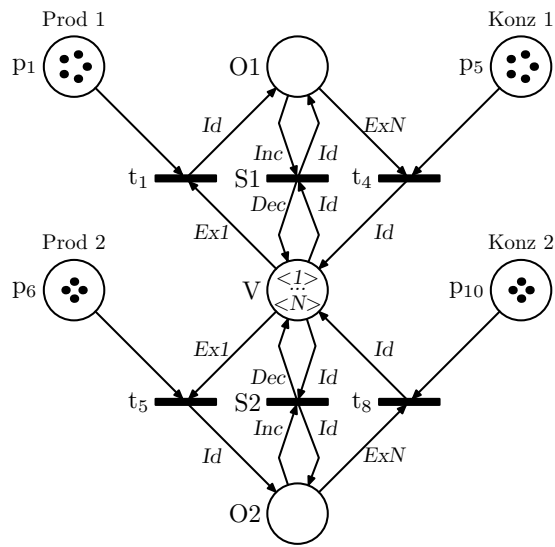 Prod 1
Konz 1
p1
O1
p5
Id
ExN
t1
S1
Inc
Id
t4
Ex1
Dec
Id
Id
Prod 2
Konz 2
p6
V
<1>
...
<N>
p10
Ex1
Dec
Id
Id
t5
S2
t8
Id
Inc
Id
ExN
O2